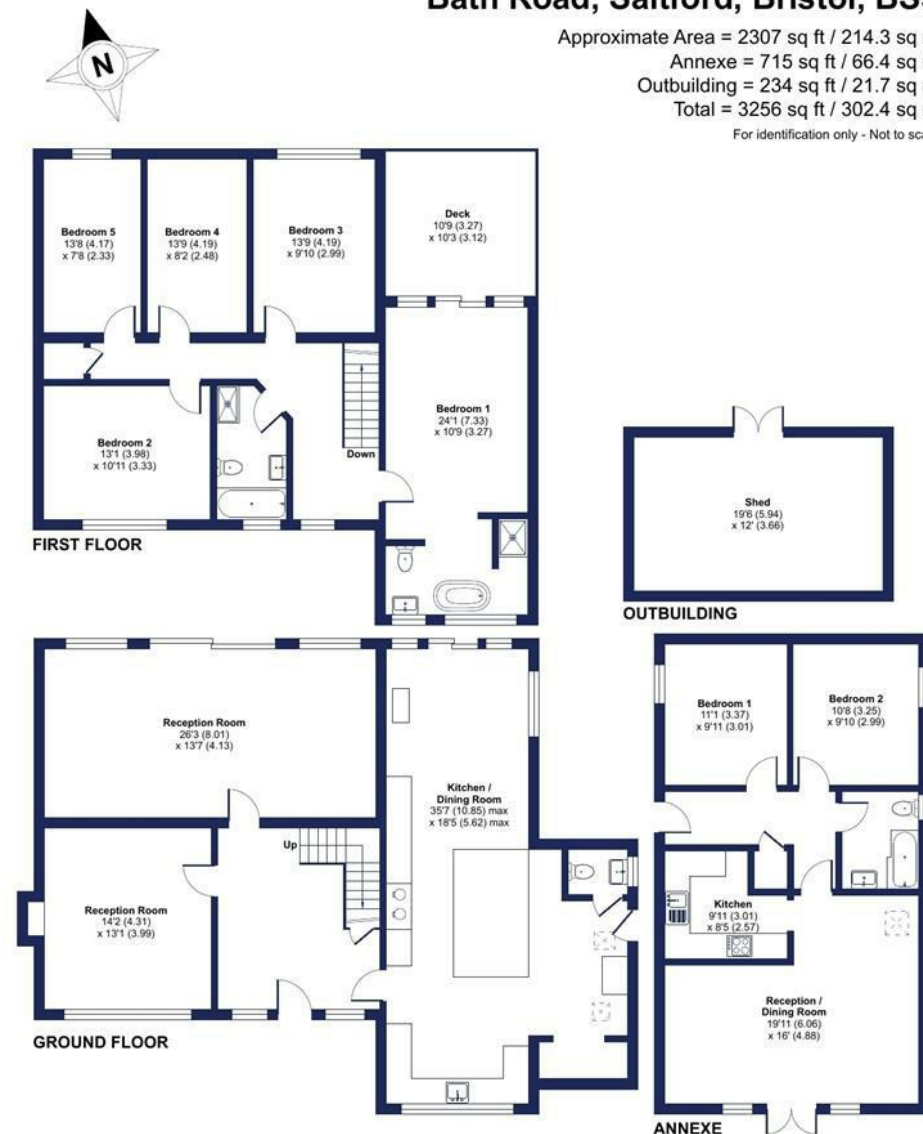 Bath Road, Saltford, Bristol, BS3
Approximate Area = 2307 sq ft / 214.3 sq
Annexe = 715 sq ft / 66.4 sq
Outbuilding = 234 sq ft / 21.7 sq
Total = 3256 sq ft / 302.4 sq
For identification only - Not to sca
N
Bedroom 5
13'8 (4.17)
x 7'8 (2.33)
Bedroom 4
13'9 (4.19)
x 8'2 (2.48)
Bedroom 3
13'9 (4.19)
x 9'10 (2.99)
Deck
10'9 (3.27)
x 10'3 (3.12)
Bedroom 2
13'1 (3.98)
x 10'11 (3.33)
Down
Bedroom 1
24'1 (7.33)
x 10'9 (3.27)
FIRST FLOOR
Shed
19'6 (5.94)
x 12' (3.66)
OUTBUILDING
Reception Room
26'3 (8.01)
x 13'7 (4.13)
Kitchen /
Dining Room
35'7 (10.85) max
x 18'5 (5.62) max
Up
Reception Room
14'2 (4.31)
x 13'1 (3.99)
GROUND FLOOR
Bedroom 1
11'1 (3.37)
x 9'11 (3.01)
Bedroom 2
10'8 (3.25)
x 9'10 (2.99)
Kitchen
9'11 (3.01)
x 8'5 (2.57)
Reception /
Dining Room
19'11 (6.06)
x 16' (4.88)
ANNEXE